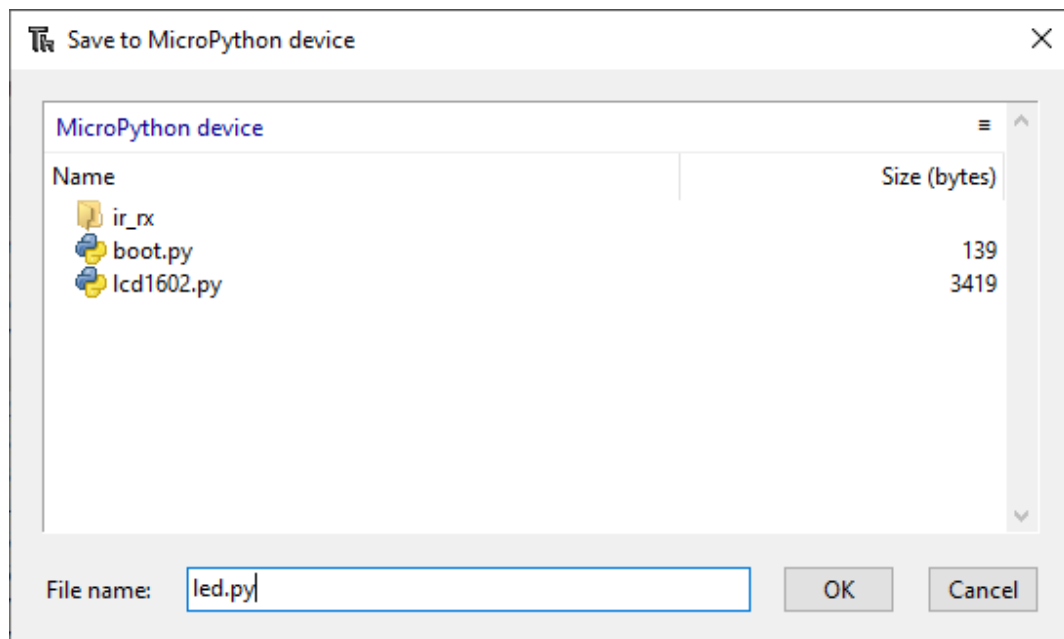 Save to MicroPython device
MicroPython device
Name Size (bytes)
ir_rx
boot.py 139
lcd1602.py 3419
File name: led.py OK Cancel